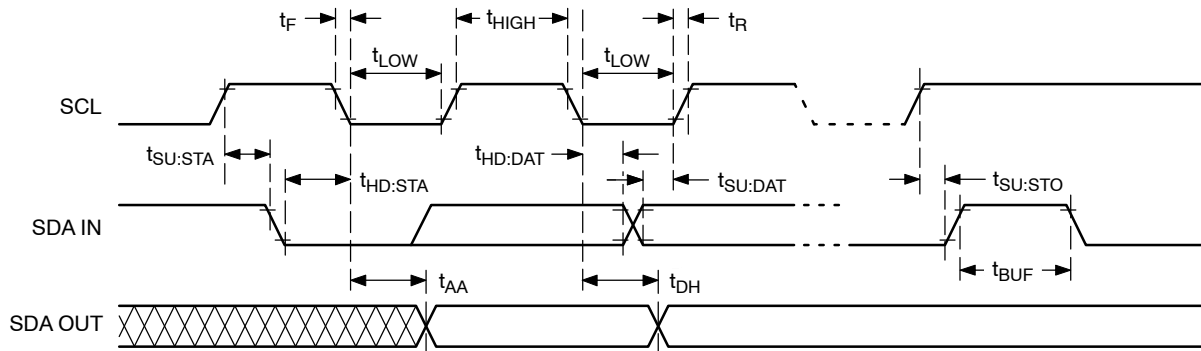 tF
tHIGH
tR
tLOW
tLOW
SCL
tSU:STA
tHD:STA
tHD:DAT
tSU:DAT
tSU:STO
SDA IN
tAA
tDH
tBUF
SDA OUT